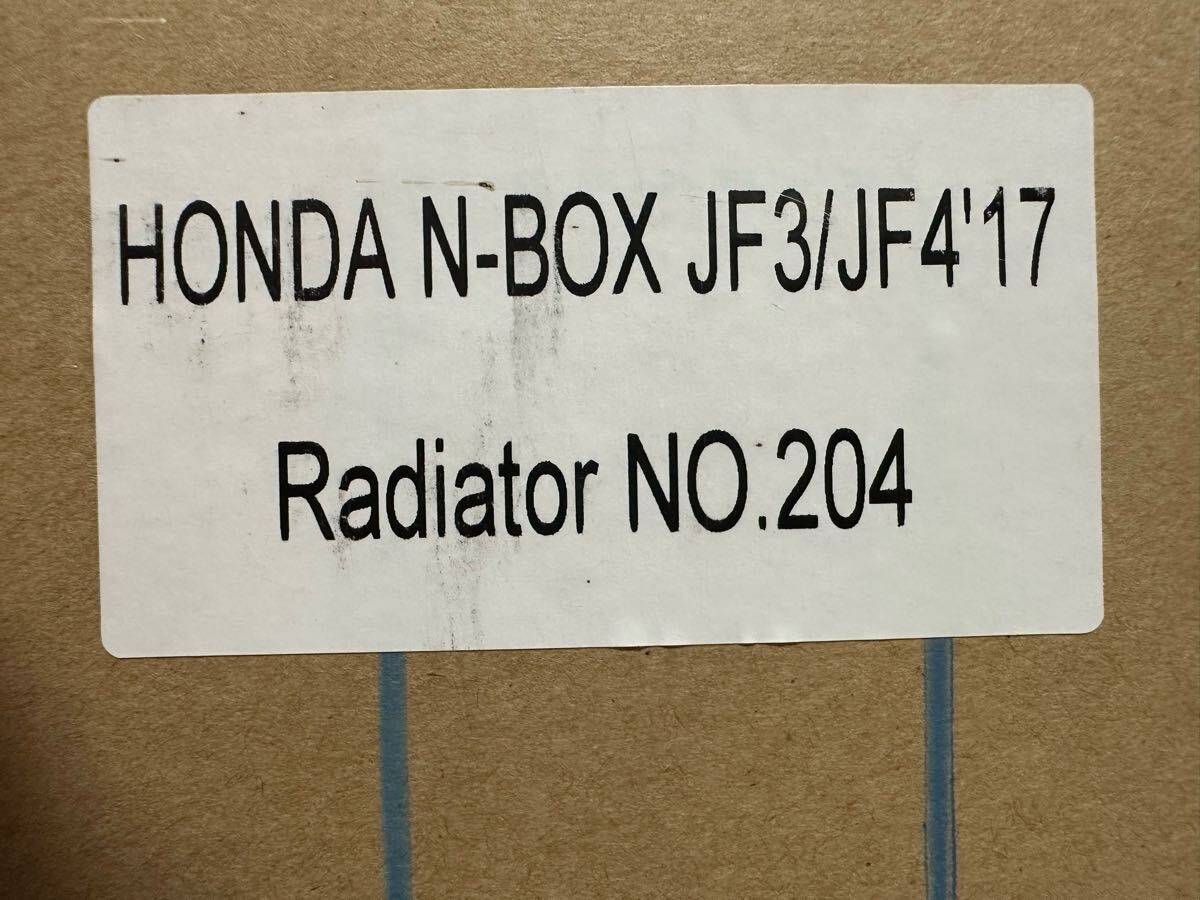 HONDA N-BOX JF3/JF4'17
Radiator NO.204